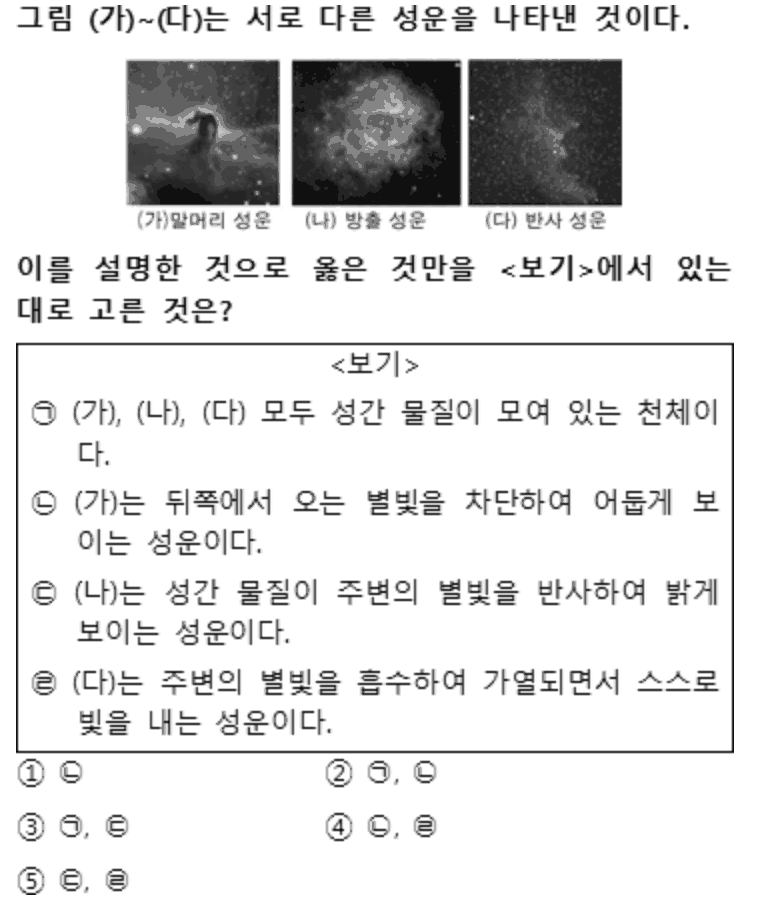 그림 (가)~(다)는 서로 다른 성운을 나타낸 것이다.
(가)말머리 성운 (나) 방출 성운 (다) 반사 성운
이를 설명한 것으로 옳은 것만을 <보기>에서 있는
대로 고른 것은?
<보기>
㉠ (가), (나), (다) 모두 성간 물질이 모여 있는 천체이
다.
㉡ (가)는 뒤쪽에서 오는 별빛을 차단하여 어둡게 보
이는 성운이다.
㉢ (나)는 성간 물질이 주변의 별빛을 반사하여 밝게
보이는 성운이다.
㉣ (다)는 주변의 별빛을 흡수하여 가열되면서 스스로
빛을 내는 성운이다.
① ㉡ ② ㉠, ㉡
③ ㉠, ㉢ ④ ㉡, ㉣
⑤ ㉢, ㉣